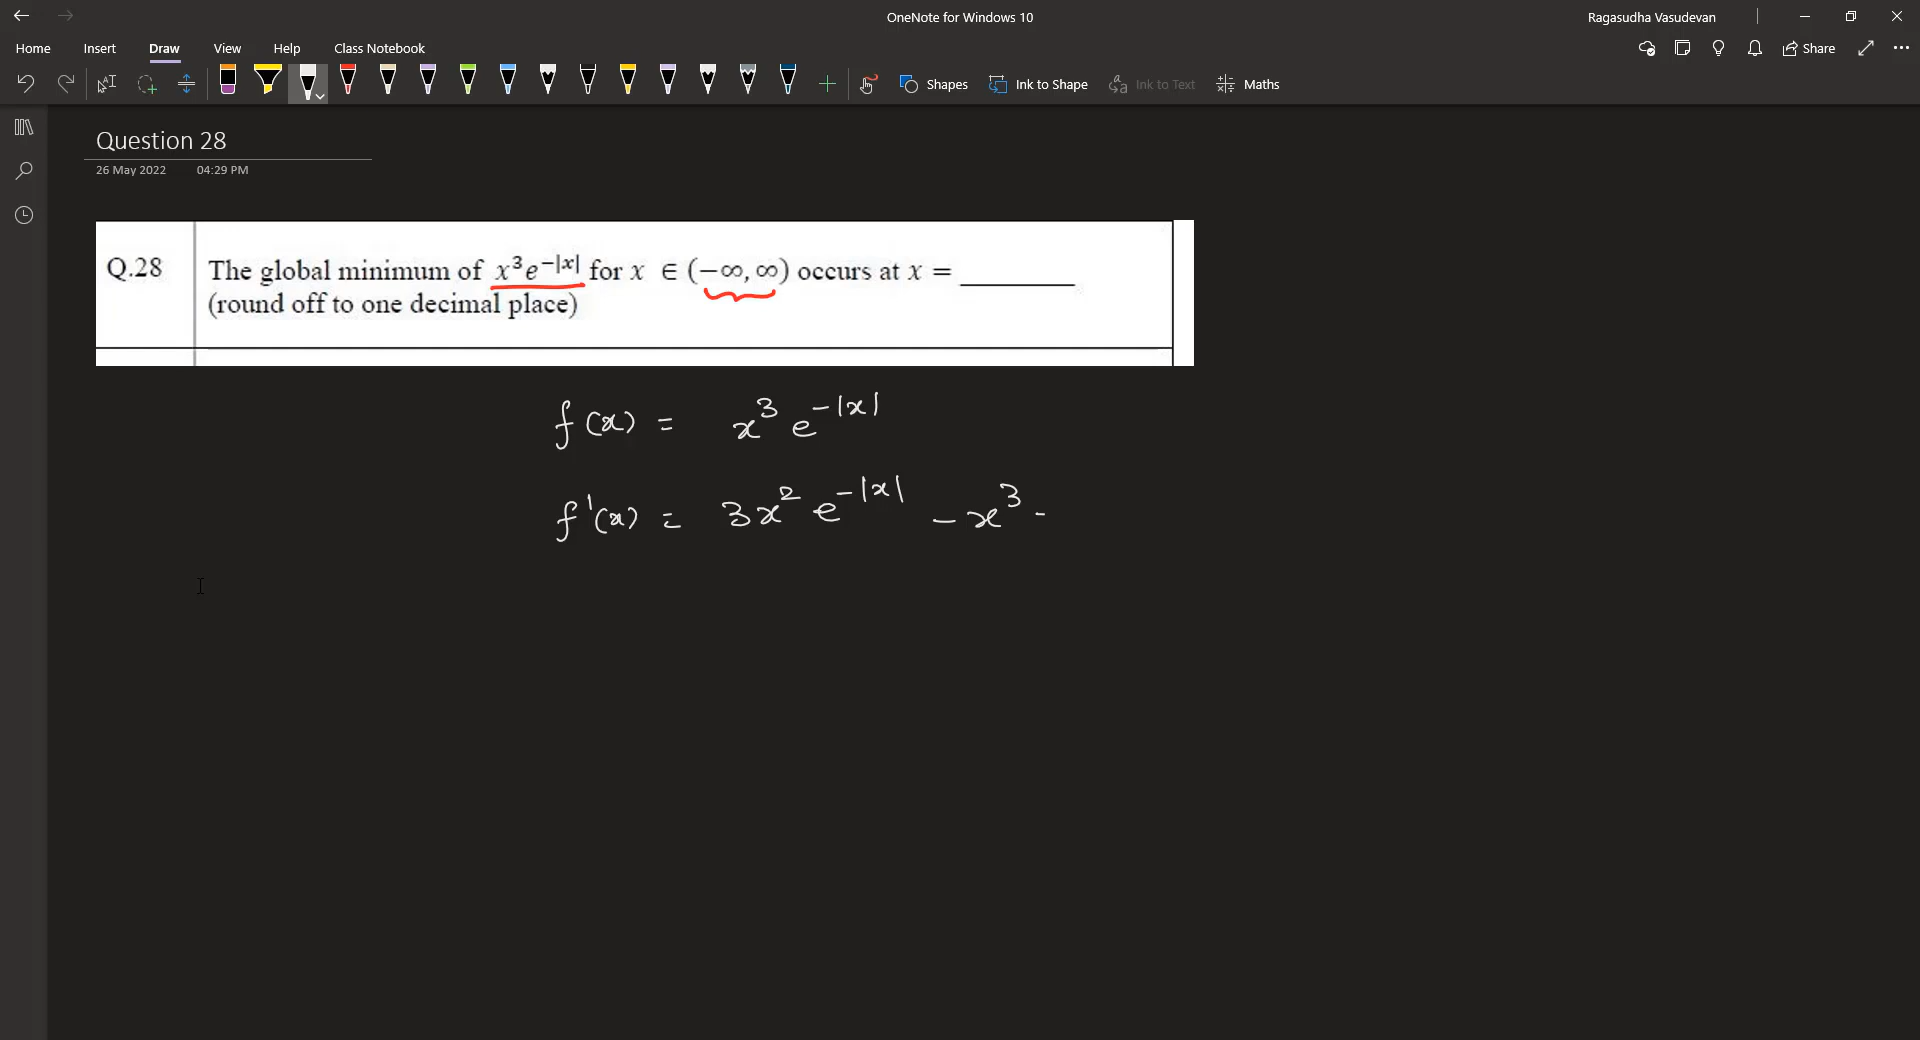 OneNote for Windows 10
Ragasudha Vasudevan
Home Insert Draw View Help Class Notebook
Share
Shapes Ink to Shape Ink to Text Maths
Question 28
26 May 2022 04:29 PM
Q.28 The global minimum of x³e^{−|x|} for x ∈ (−∞, ∞) occurs at x = ________
(round off to one decimal place)
f(x) = x³ e^{-|x|}
f'(x) = 3x² e^{-|x|} - x³ -